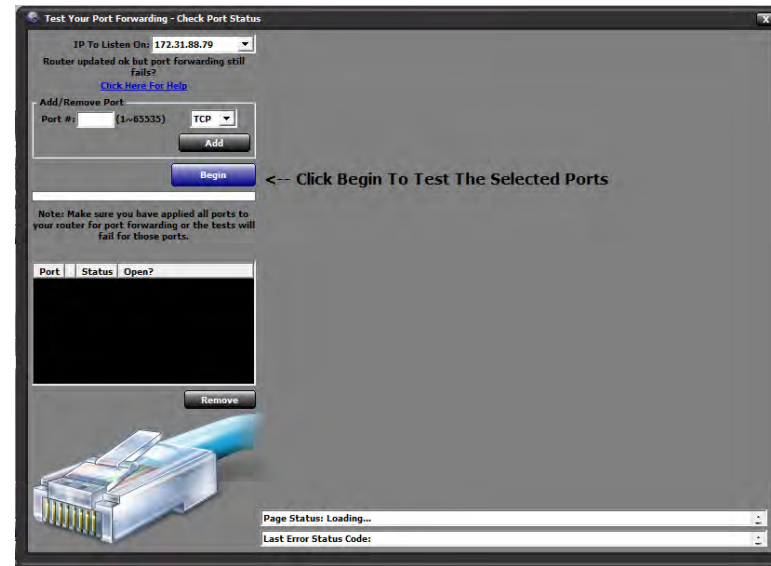 Test Your Port Forwarding - Check Port Status
X
IP To Listen On: 172.31.88.79
Router updated ok but port forwarding still
fails?
Click Here For Help
Add/Remove Port
Port #: (1~65535) TCP
Add
Begin
<-- Click Begin To Test The Selected Ports
Note: Make sure you have applied all ports to
your router for port forwarding or the tests will
fail for those ports.
Port Status Open?
Remove
Page Status: Loading...
Last Error Status Code: